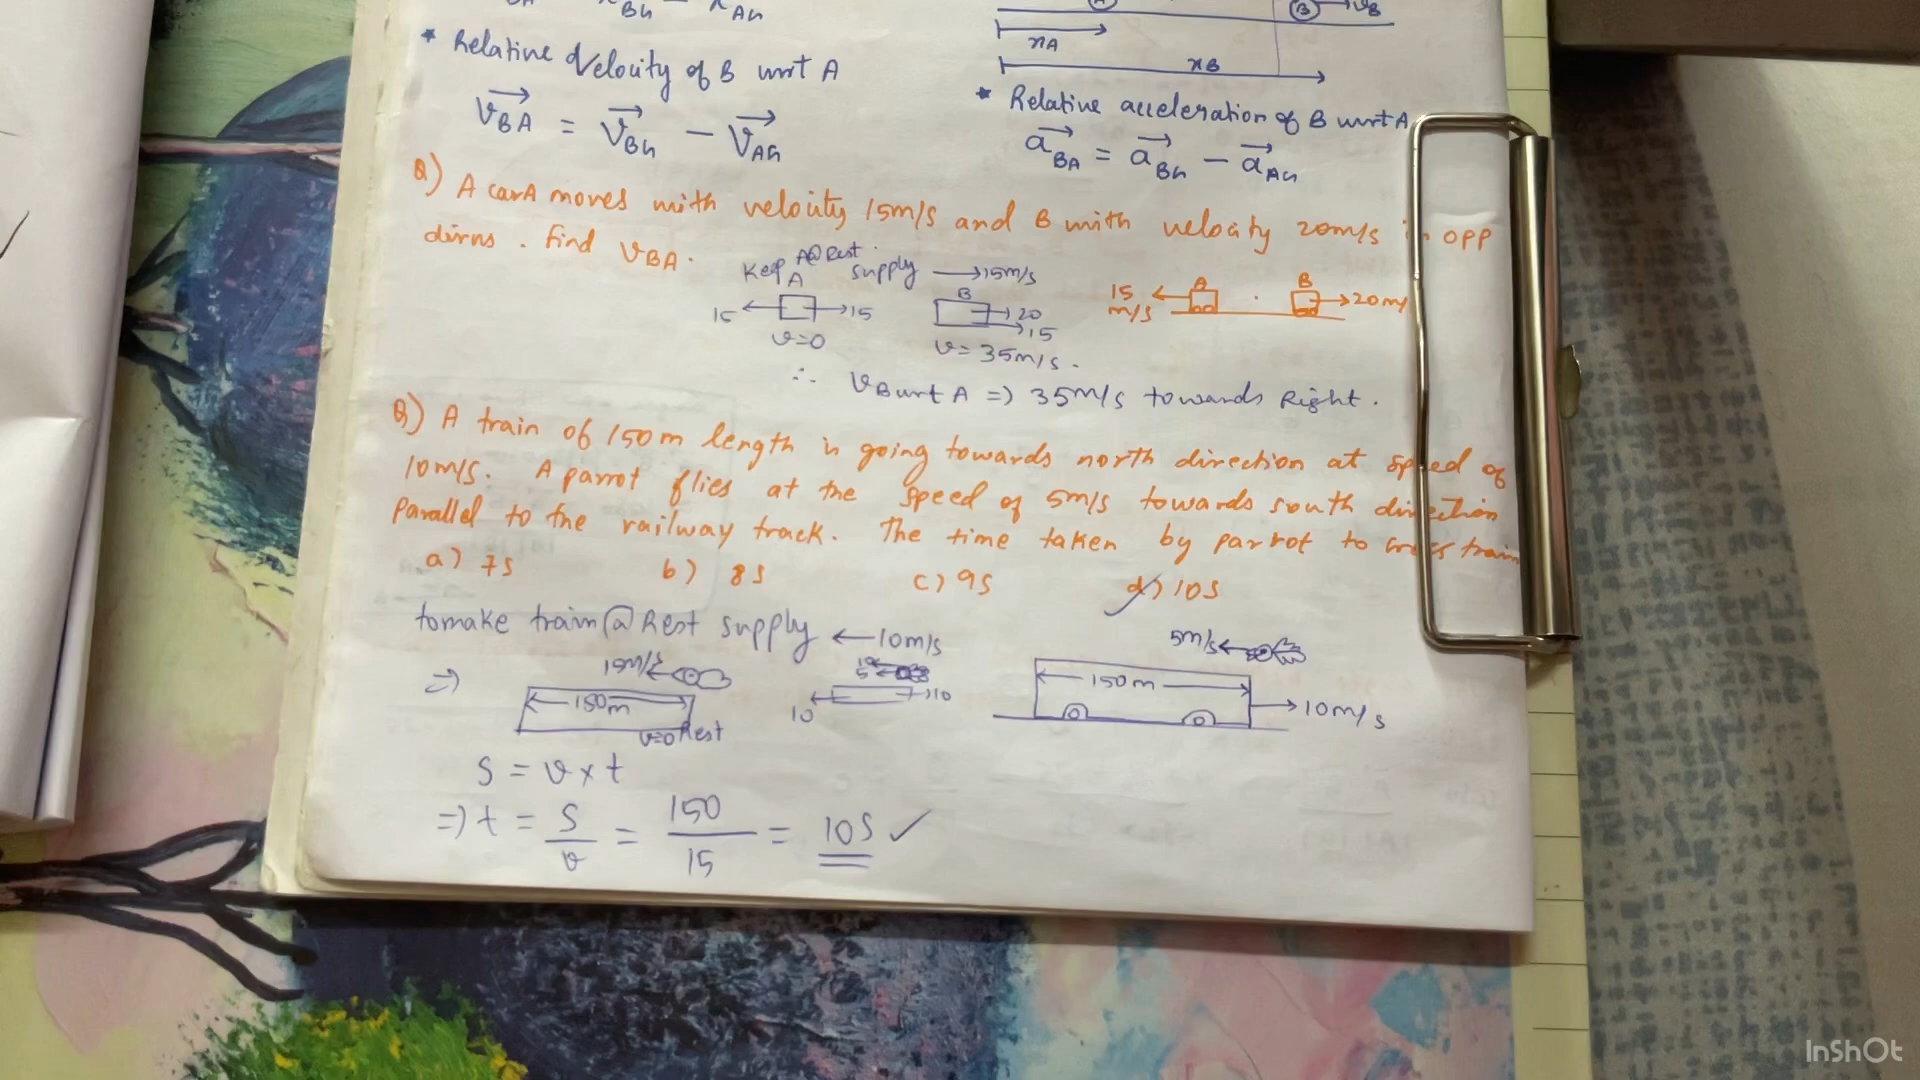 xA
xB
* Relative Velocity of B wrt A
v⃗BA = v⃗BG − v⃗AG
* Relative acceleration of B wrt A
a⃗BA = a⃗BG − a⃗AG
Q) A car A moves with velocity 15m/s and B with velocity 20m/s in opp
dirns. Find VBA.
Keep A@Rest supply → 15m/s
A
15 ← → 15
v=0
B
→ 20
→ 15
v = 35m/s.
15 m/s ← A B → 20m/
∴ VB wrt A => 35m/s towards Right.
Q) A train of 150m length is going towards north direction at speed of
10m/s. A parrot flies at the speed of 5m/s towards south direction
Parallel to the railway track. The time taken by parrot to cross train
a) 7s b) 8s c) 9s d) 10s
to make train @ Rest supply ← 10m/s
=> 15m/s ←
150m
v=0 Rest
10 ← → 10
5m/s ←
150m
→ 10m/s
S = v × t
=> t = S/v = 150/15 = 10s ✓
InShOt